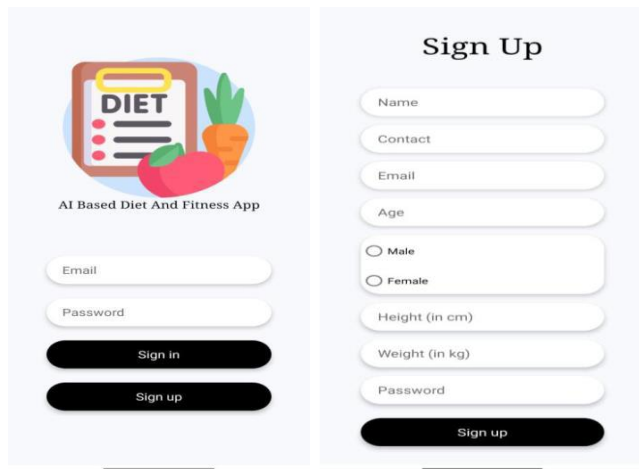 DIET
AI Based Diet And Fitness App
Email
Password
Sign in
Sign up
Sign Up
Name
Contact
Email
Age
Male
Female
Height (in cm)
Weight (in kg)
Password
Sign up